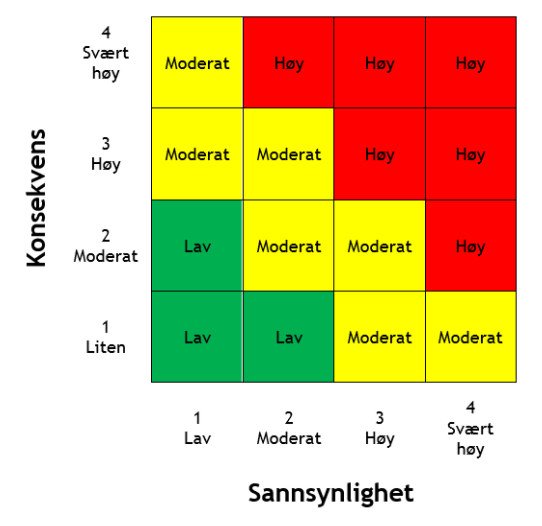 4
Svært
høy
Moderat
Høy
Høy
Høy
3
Høy
Moderat
Moderat
Høy
Høy
Konsekvens
2
Moderat
Lav
Moderat
Moderat
Høy
1
Liten
Lav
Lav
Moderat
Moderat
1
Lav
2
Moderat
3
Høy
4
Svært
høy
Sannsynlighet